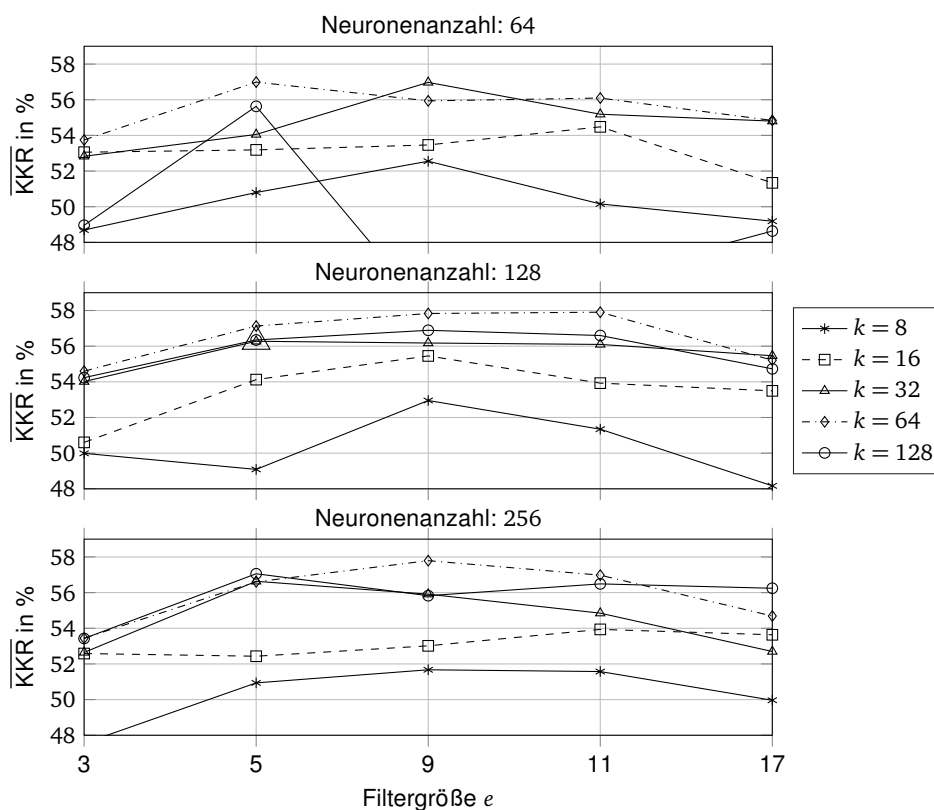 Neuronenanzahl: 64
58
56
54
52
50
48
KKR in %
Neuronenanzahl: 128
58
56
54
52
50
48
KKR in %
k = 8
k = 16
k = 32
k = 64
k = 128
Neuronenanzahl: 256
58
56
54
52
50
48
KKR in %
3 5 9 11 17
Filtergröße e